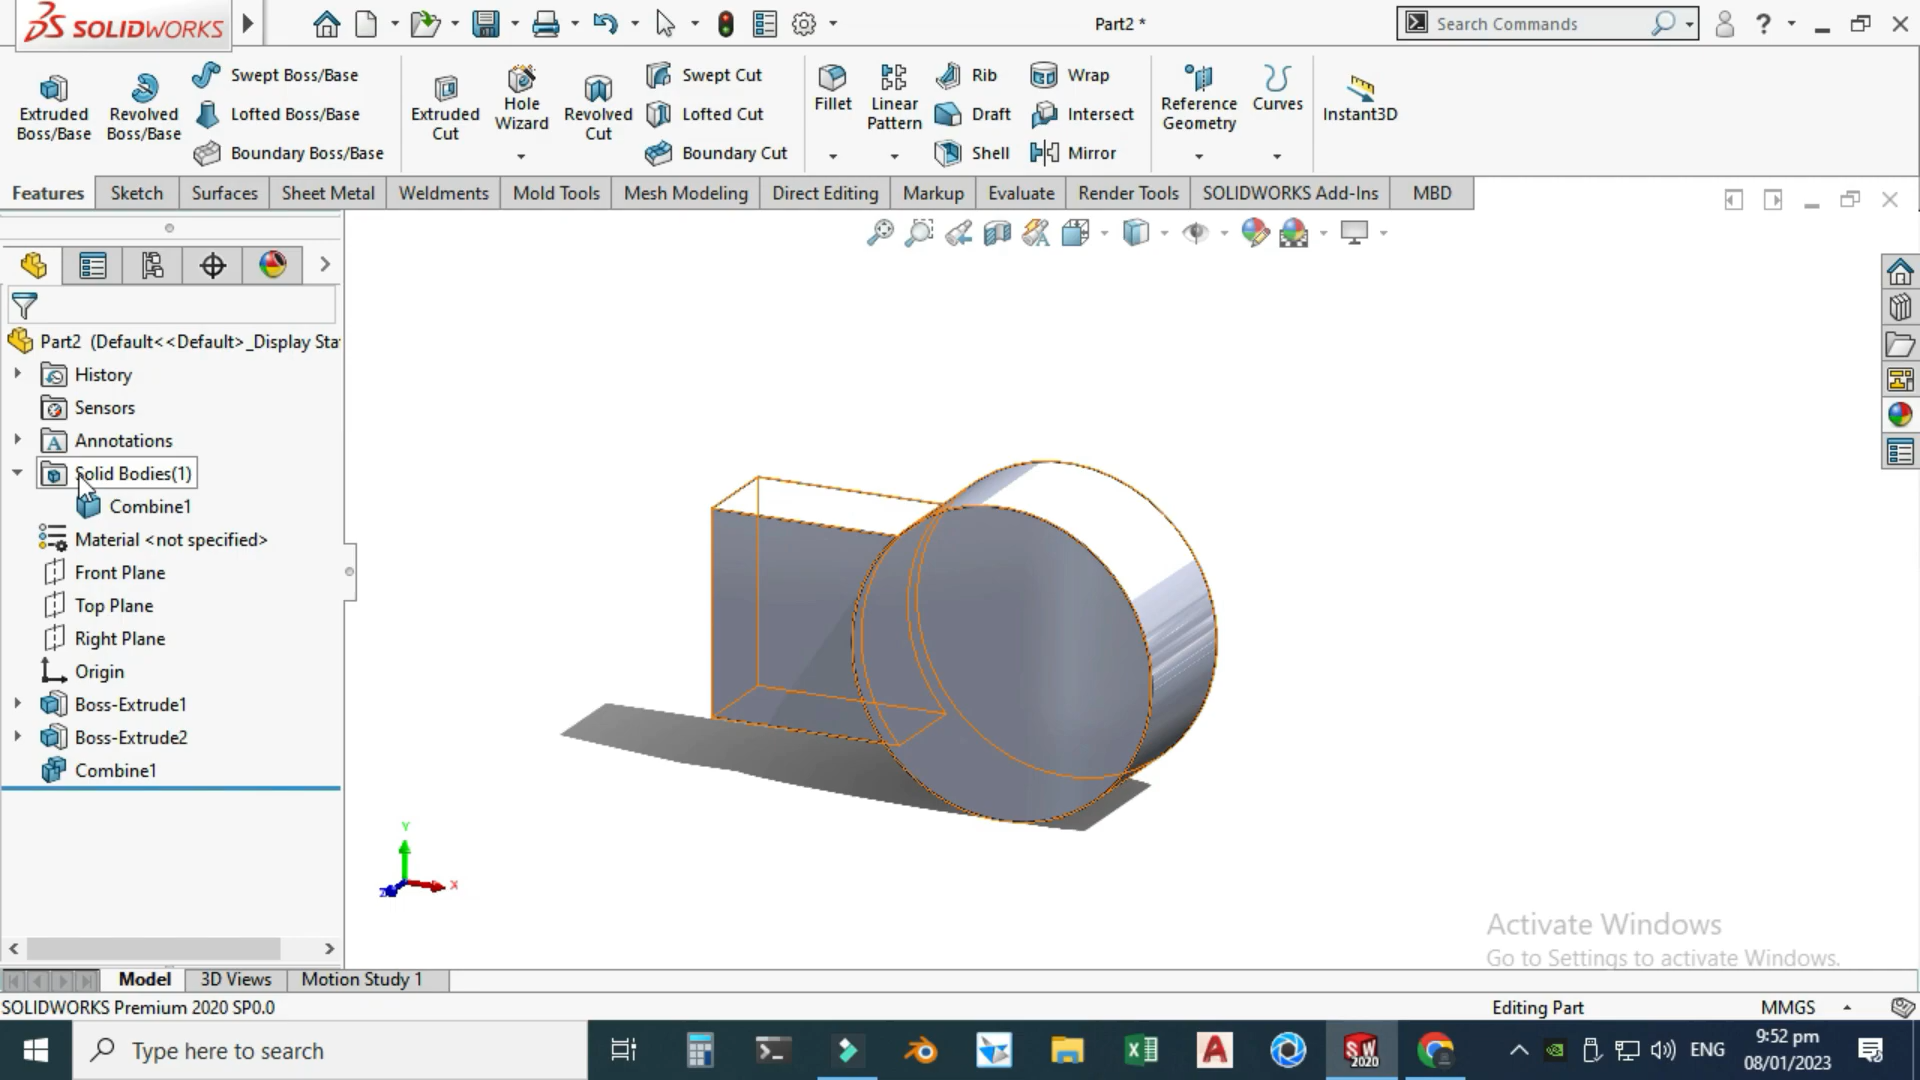 SOLIDWORKS
Part2 *
Search Commands
Extruded Boss/Base
Revolved Boss/Base
Swept Boss/Base
Lofted Boss/Base
Boundary Boss/Base
Extruded Cut
Hole Wizard
Revolved Cut
Swept Cut
Lofted Cut
Boundary Cut
Fillet
Linear Pattern
Rib
Draft
Shell
Wrap
Intersect
Mirror
Reference Geometry
Curves
Instant3D
Features Sketch Surfaces Sheet Metal Weldments Mold Tools Mesh Modeling Direct Editing Markup Evaluate Render Tools SOLIDWORKS Add-Ins MBD
Part2 (Default<<Default>_Display Sta
History
Sensors
Annotations
Solid Bodies(1)
Combine1
Material <not specified>
Front Plane
Top Plane
Right Plane
Origin
Boss-Extrude1
Boss-Extrude2
Combine1
Y
X
Z
Activate Windows
Go to Settings to activate Windows.
Model 3D Views Motion Study 1
SOLIDWORKS Premium 2020 SP0.0
Editing Part
MMGS
Type here to search
SW
2020
ENG
9:52 pm
08/01/2023